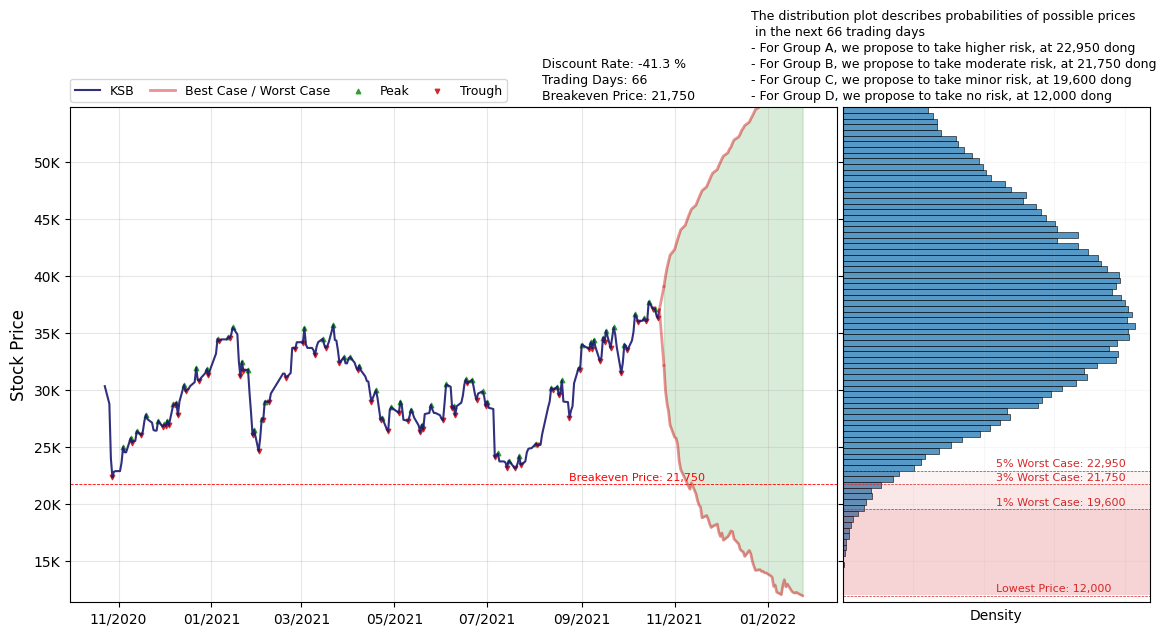 The distribution plot describes probabilities of possible prices
in the next 66 trading days
- For Group A, we propose to take higher risk, at 22,950 dong
- For Group B, we propose to take moderate risk, at 21,750 dong
- For Group C, we propose to take minor risk, at 19,600 dong
- For Group D, we propose to take no risk, at 12,000 dong
Discount Rate: -41.3 %
Trading Days: 66
Breakeven Price: 21,750
KSB
Best Case / Worst Case
Peak
Trough
Stock Price
50K
45K
40K
35K
30K
25K
20K
15K
Breakeven Price: 21,750
11/2020
01/2021
03/2021
05/2021
07/2021
09/2021
11/2021
01/2022
5% Worst Case: 22,950
3% Worst Case: 21,750
1% Worst Case: 19,600
Lowest Price: 12,000
Density